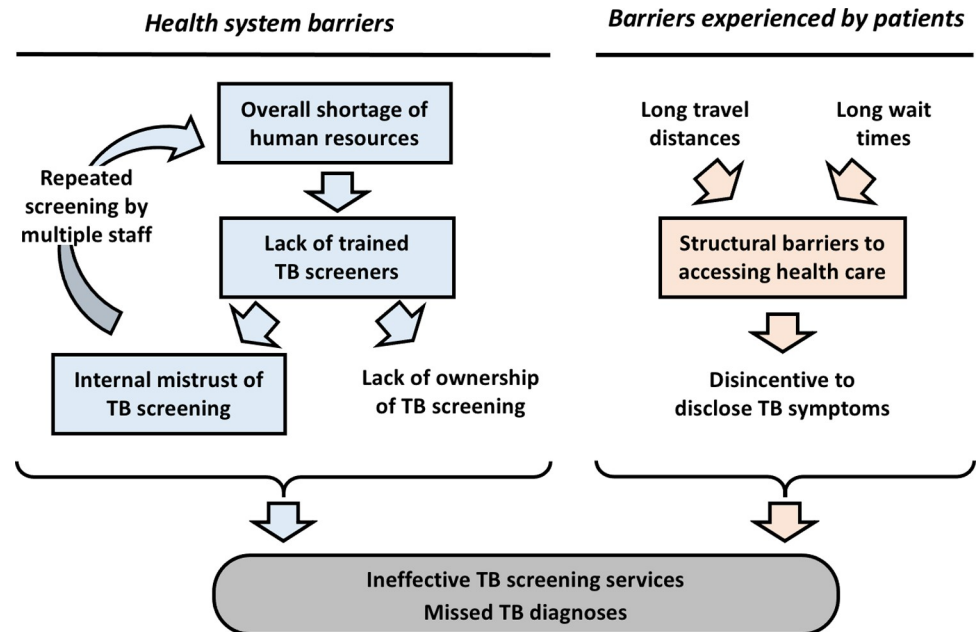 Health system barriers
Overall shortage of
human resources
Repeated
screening by
multiple staff
Lack of trained
TB screeners
Internal mistrust of
TB screening
Lack of ownership
of TB screening
Barriers experienced by patients
Long travel
distances
Long wait
times
Structural barriers to
accessing health care
Disincentive to
disclose TB symptoms
Ineffective TB screening services
Missed TB diagnoses